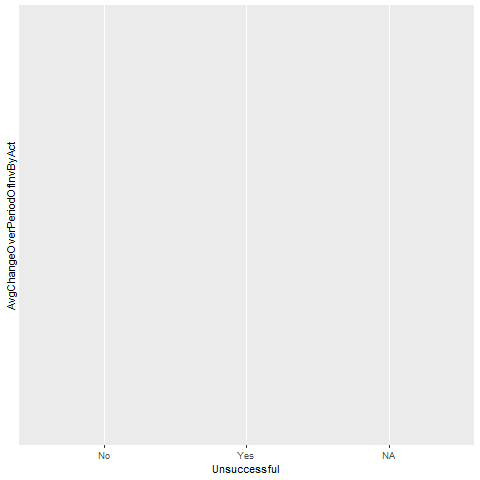 AvgChangeOverPeriodOfInvByAct
No
Yes
NA
Unsuccessful